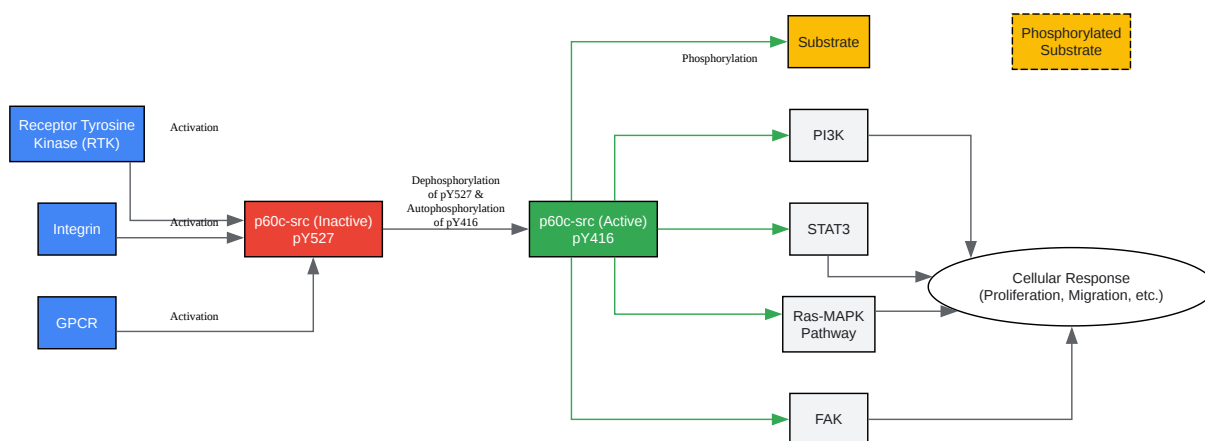 Receptor Tyrosine
Kinase (RTK)
Activation
Integrin
Activation
GPCR
Activation
p60c-src (Inactive)
pY527
Dephosphorylation
of pY527 &
Autophosphorylation
of pY416
p60c-src (Active)
pY416
Phosphorylation
Substrate
Phosphorylated
Substrate
PI3K
STAT3
Ras-MAPK
Pathway
FAK
Cellular Response
(Proliferation, Migration, etc.)